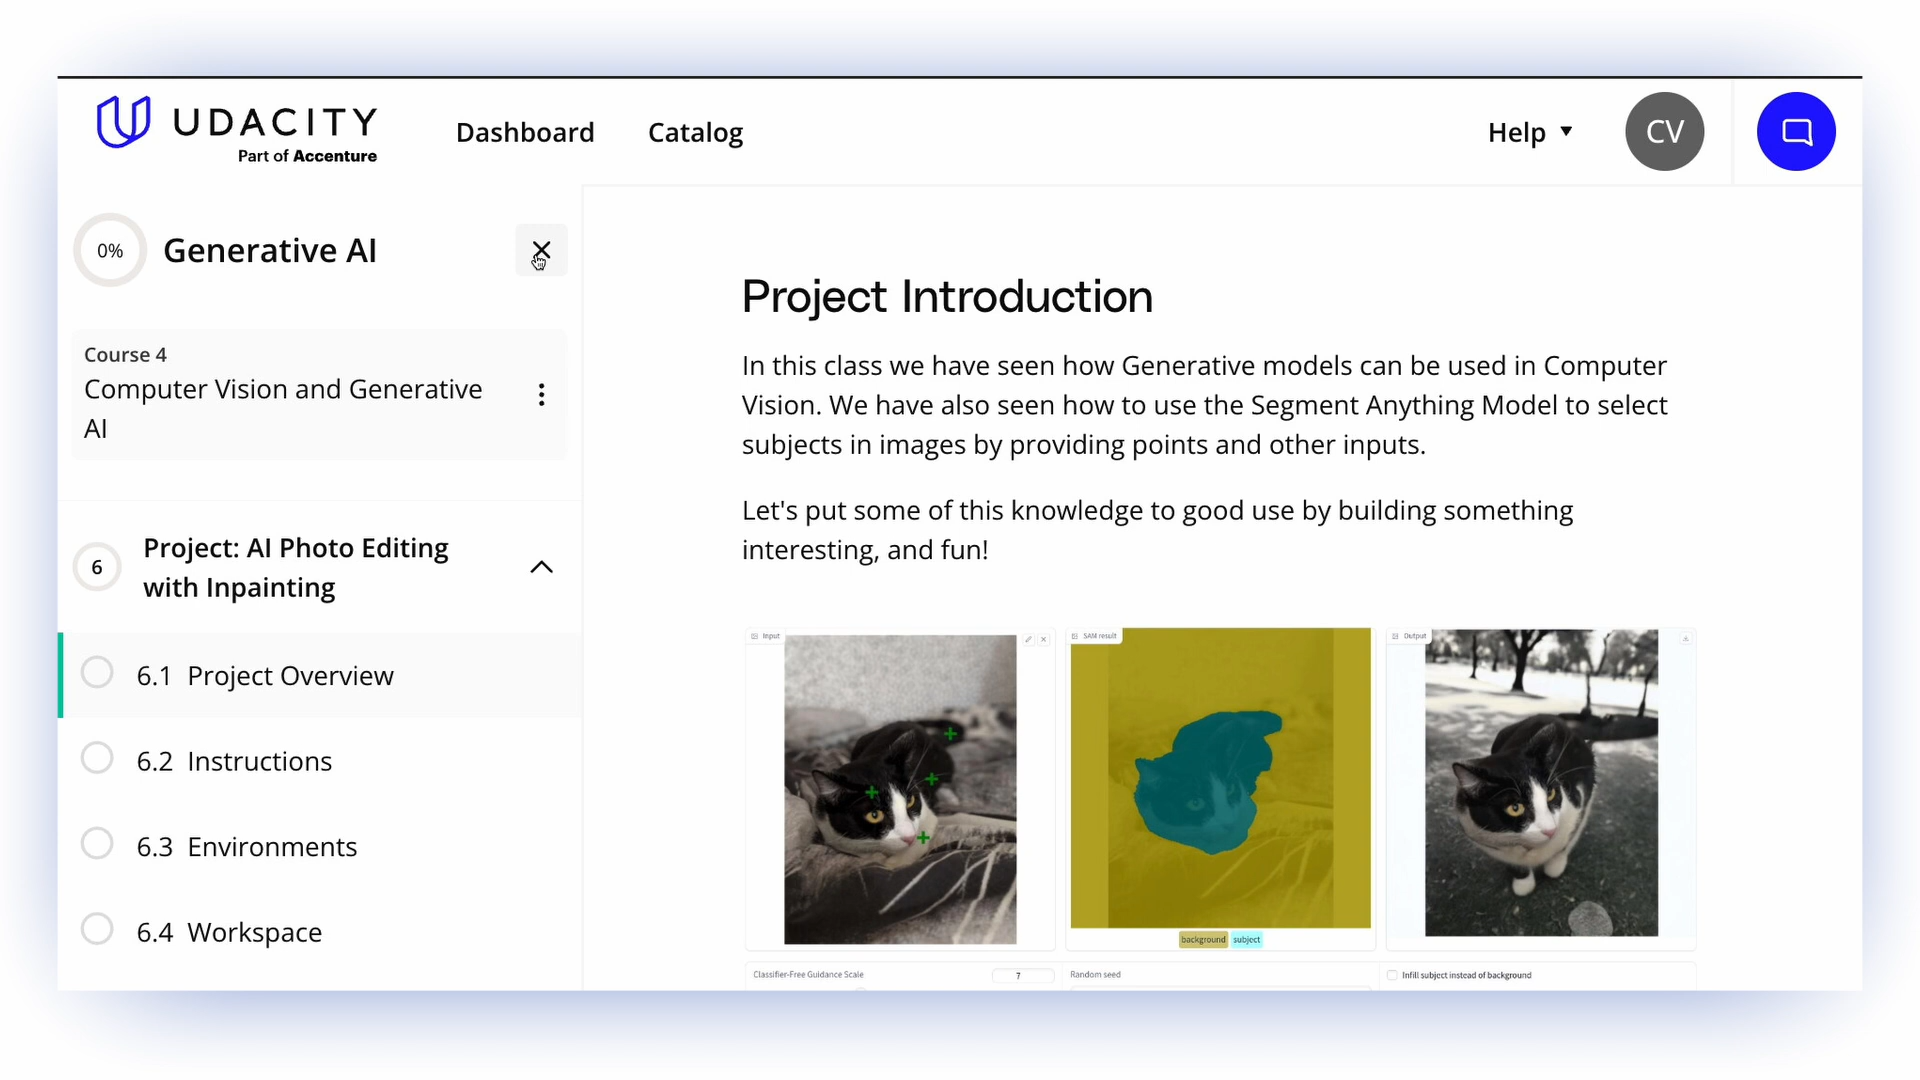 UDACITY
Part of Accenture
Dashboard
Catalog
Help
CV
0%
Generative AI
Course 4
Computer Vision and Generative
AI
6
Project: AI Photo Editing
with Inpainting
6.1 Project Overview
6.2 Instructions
6.3 Environments
6.4 Workspace
Project Introduction
In this class we have seen how Generative models can be used in Computer
Vision. We have also seen how to use the Segment Anything Model to select
subjects in images by providing points and other inputs.
Let's put some of this knowledge to good use by building something
interesting, and fun!
Input
SAM result
Output
background
subject
Classifier-Free Guidance Scale
7
Random seed
Infill subject instead of background